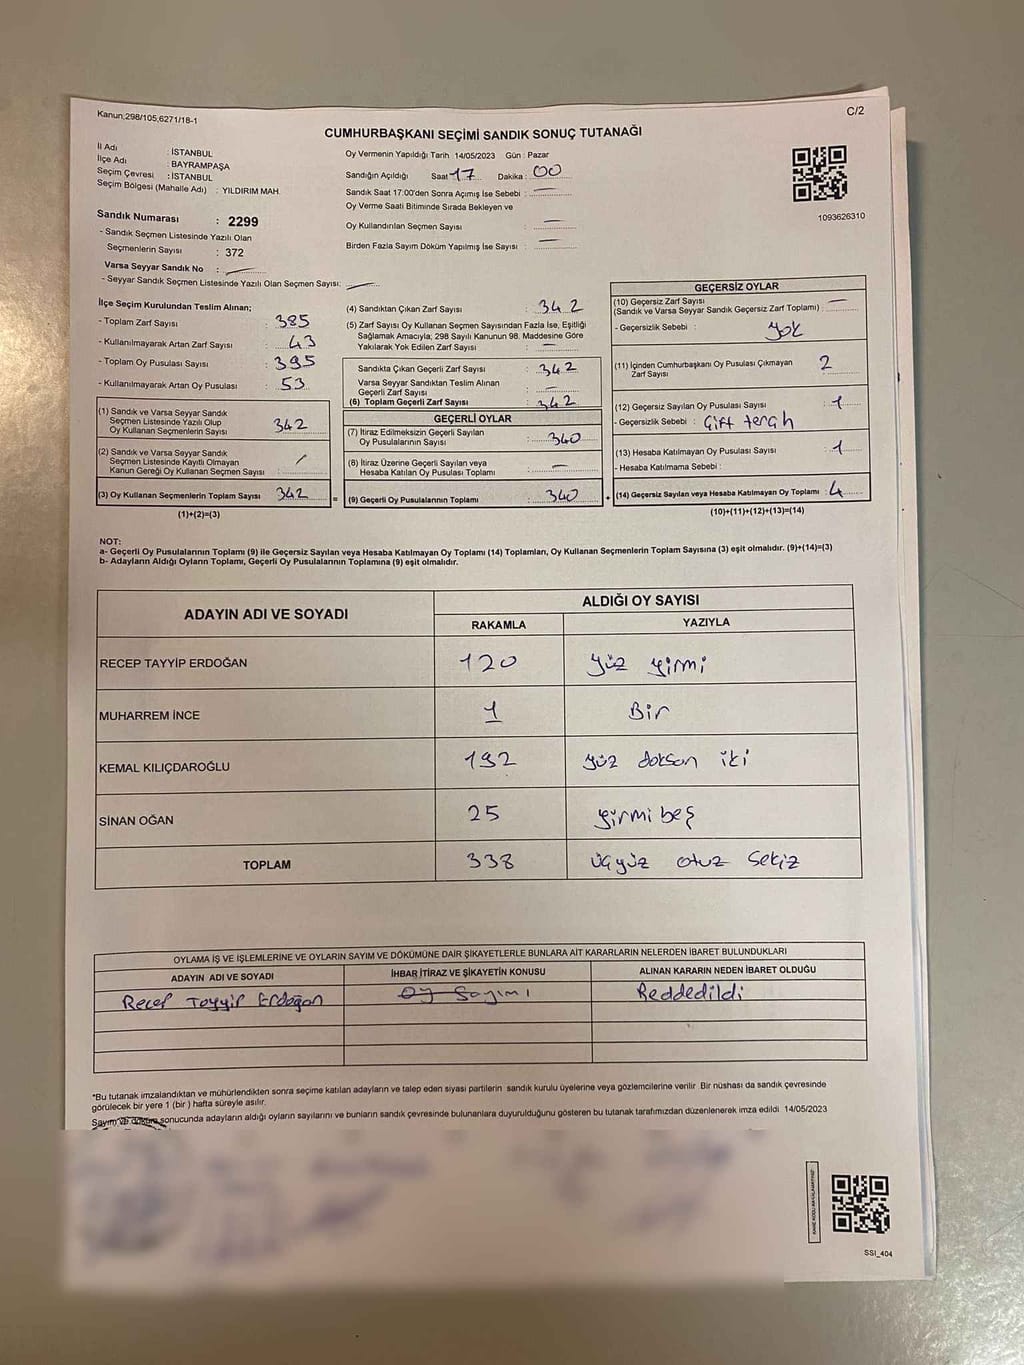 Kanun;298/105,6271/18-1
C/2
CUMHURBAŞKANI SEÇİMİ SANDIK SONUÇ TUTANAĞI
İl Adı : İSTANBUL
İlçe Adı : BAYRAMPAŞA
Seçim Çevresi : İSTANBUL
Seçim Bölgesi (Mahalle Adı) : YILDIRIM MAH.
Sandık Numarası : 2299
- Sandık Seçmen Listesinde Yazılı Olan
Seçmenlerin Sayısı : 372
Varsa Seyyar Sandık No :
- Seyyar Sandık Seçmen Listesinde Yazılı Olan Seçmen Sayısı:
Oy Vermenin Yapıldığı Tarih 14/05/2023 Gün : Pazar
Sandığın Açıldığı Saat 17 Dakika : 00
Sandık Saat 17:00'den Sonra Açımış İse Sebebi : —
Oy Verme Saati Bitiminde Sırada Bekleyen ve
Oy Kullandırılan Seçmen Sayısı : —
Birden Fazla Sayım Döküm Yapılmış İse Sayısı : —
1093626310
İlçe Seçim Kurulundan Teslim Alınan;
- Toplam Zarf Sayısı : 385
- Kullanılmayarak Artan Zarf Sayısı : 43
- Toplam Oy Pusulası Sayısı : 395
- Kullanılmayarak Artan Oy Pusulası : 53
(1) Sandık ve Varsa Seyyar Sandık
Seçmen Listesinde Yazılı Olup
Oy Kullanan Seçmenlerin Sayısı 342
(2) Sandık ve Varsa Seyyar Sandık
Seçmen Listesinde Kayıtlı Olmayan
Kanun Gereği Oy Kullanan Seçmen Sayısı :
(3) Oy Kullanan Seçmenlerin Toplam Sayısı 342
(1)+(2)=(3)
=
(4) Sandıktan Çıkan Zarf Sayısı : 342
(5) Zarf Sayısı Oy Kullanan Seçmen Sayısından Fazla İse, Eşitliği
Sağlamak Amacıyla; 298 Sayılı Kanunun 98. Maddesine Göre
Yakılarak Yok Edilen Zarf Sayısı : —
Sandıkta Çıkan Geçerli Zarf Sayısı : 342
Varsa Seyyar Sandıktan Teslim Alınan
Geçerli Zarf Sayısı : —
(6) Toplam Geçerli Zarf Sayısı : 342
GEÇERLİ OYLAR
(7) İtiraz Edilmeksizin Geçerli Sayılan
Oy Pusulalarının Sayısı : 340
(8) İtiraz Üzerine Geçerli Sayılan veya
Hesaba Katılan Oy Pusulası Sayısı : —
(9) Geçerli Oy Pusulalarının Toplamı : 340
+
GEÇERSİZ OYLAR
(10) Geçersiz Zarf Sayısı
(Sandık ve Varsa Seyyar Sandık Geçersiz Zarf Toplamı) : —
- Geçersizlik Sebebi : yok
(11) İçinden Cumhurbaşkanı Oy Pusulası Çıkmayan
Zarf Sayısı 2
(12) Geçersiz Sayılan Oy Pusulası Sayısı : 1
- Geçersizlik Sebebi : Çift tercih
(13) Hesaba Katılmayan Oy Pusulası Sayısı : 1
- Hesaba Katılmama Sebebi :
(14) Geçersiz Sayılan veya Hesaba Katılmayan Oy Toplamı : 4
(10)+(11)+(12)+(13)=(14)
NOT:
a- Geçerli Oy Pusulalarının Toplamı (9) ile Geçersiz Sayılan veya Hesaba Katılmayan Oy Toplamı (14) Toplamları, Oy Kullanan Seçmenlerin Toplam Sayısına (3) eşit olmalıdır. (9)+(14)=(3)
b- Adayların Aldığı Oyların Toplamı, Geçerli Oy Pusulalarının Toplamına (9) eşit olmalıdır.
ADAYIN ADI VE SOYADI
ALDIĞI OY SAYISI
RAKAMLA YAZIYLA
RECEP TAYYİP ERDOĞAN 120 yüz yirmi
MUHARREM İNCE 1 Bir
KEMAL KILIÇDAROĞLU 192 yüz doksan iki
SİNAN OĞAN 25 yirmi beş
TOPLAM 338 üçyüz otuz sekiz
OYLAMA İŞ VE İŞLEMLERİNE VE OYLARIN SAYIM VE DÖKÜMÜNE DAİR ŞİKAYETLERLE BUNLARA AİT KARARLARIN NELERDEN İBARET BULUNDUKLARI
ADAYIN ADI VE SOYADI İHBAR,İTİRAZ VE ŞİKAYETİN KONUSU ALINAN KARARIN NEDEN İBARET OLDUĞU
Recep Tayyip Erdoğan Oy Sayımı Reddedildi
*Bu tutanak imzalandıktan ve mühürlendikten sonra seçime katılan adayların ve talep eden siyasi partilerin sandık kurulu üyelerine veya gözlemcilerine verilir. Bir nüshası da sandık çevresinde
görülecek bir yere 1 (bir ) hafta süreyle asılır.
Sayım ve döküm sonucunda adayların aldığı oyların sayılarını ve bunların sandık çevresinde bulunanlara duyurulduğunu gösteren bu tutanak tarafımızdan düzenlenerek imza edildi 14/05/2023
SSI_404